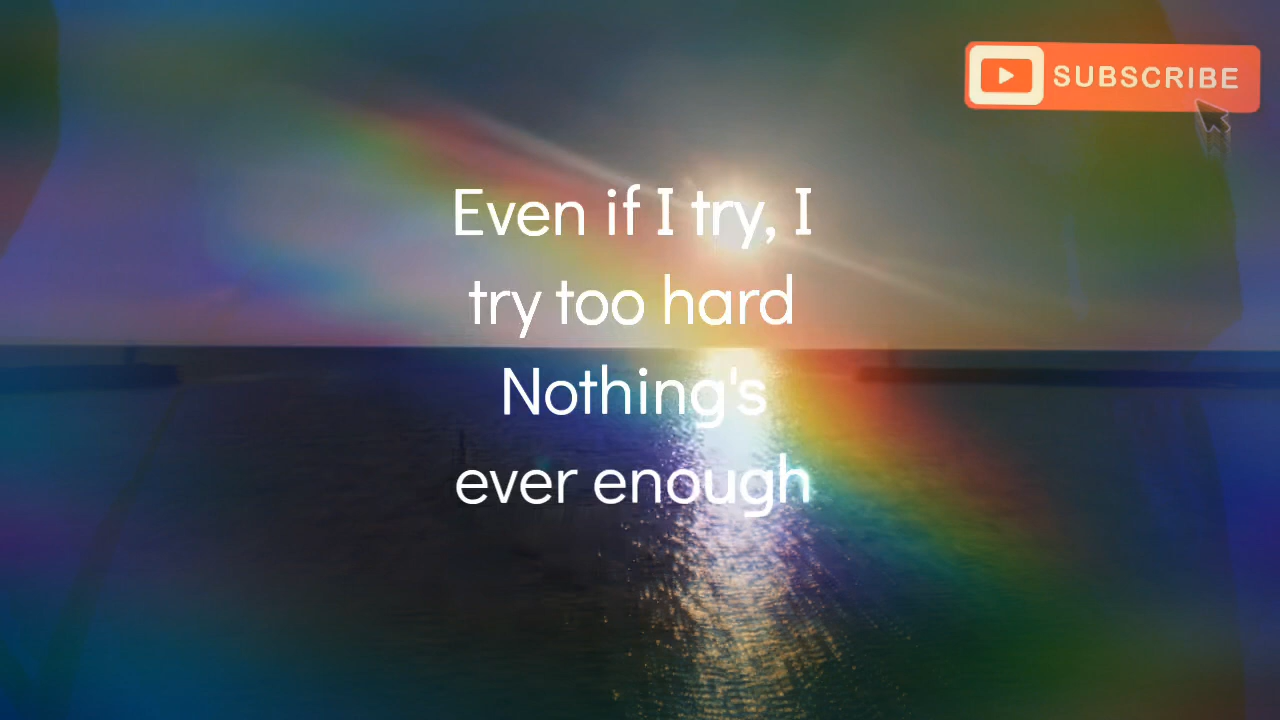 SUBSCRIBE
Even if I try, I
try too hard
Nothing's
ever enough